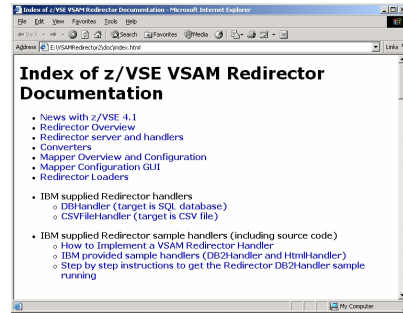 Index of z/VSE VSAM Redirector Documentation - Microsoft Internet Explorer
File Edit View Favorites Tools Help
Back Search Favorites Media
Address E:\VSAMRedirector2\doc\index.html Links
Index of z/VSE VSAM Redirector
Documentation
• News with z/VSE 4.1
• Redirector Overview
• Redirector server and handlers
• Converters
• Mapper Overview and Configuration
• Mapper Configuration GUI
• Redirector Loaders
• IBM supplied Redirector handlers
○ DBHandler (target is SQL database)
○ CSVFileHandler (target is CSV file)
• IBM supplied Redirector sample handlers (including source code)
○ How to Implement a VSAM Redirector Handler
○ IBM provided sample handlers (DB2Handler and HtmlHandler)
○ Step by step instructions to get the Redirector DB2Handler sample
running
My Computer